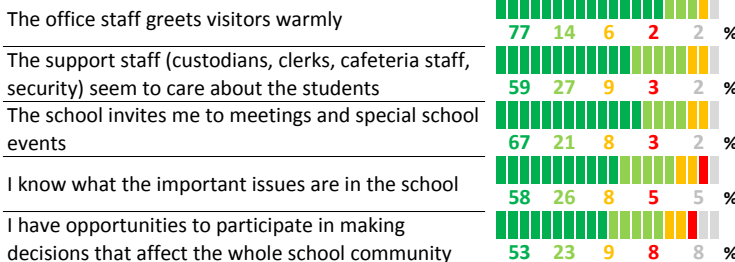 The office staff greets visitors warmly
77 14 6 2 2 %
The support staff (custodians, clerks, cafeteria staff,
security) seem to care about the students
59 27 9 3 2 %
The school invites me to meetings and special school
events
67 21 8 3 2 %
I know what the important issues are in the school
58 26 8 5 5 %
I have opportunities to participate in making
decisions that affect the whole school community
53 23 9 8 8 %